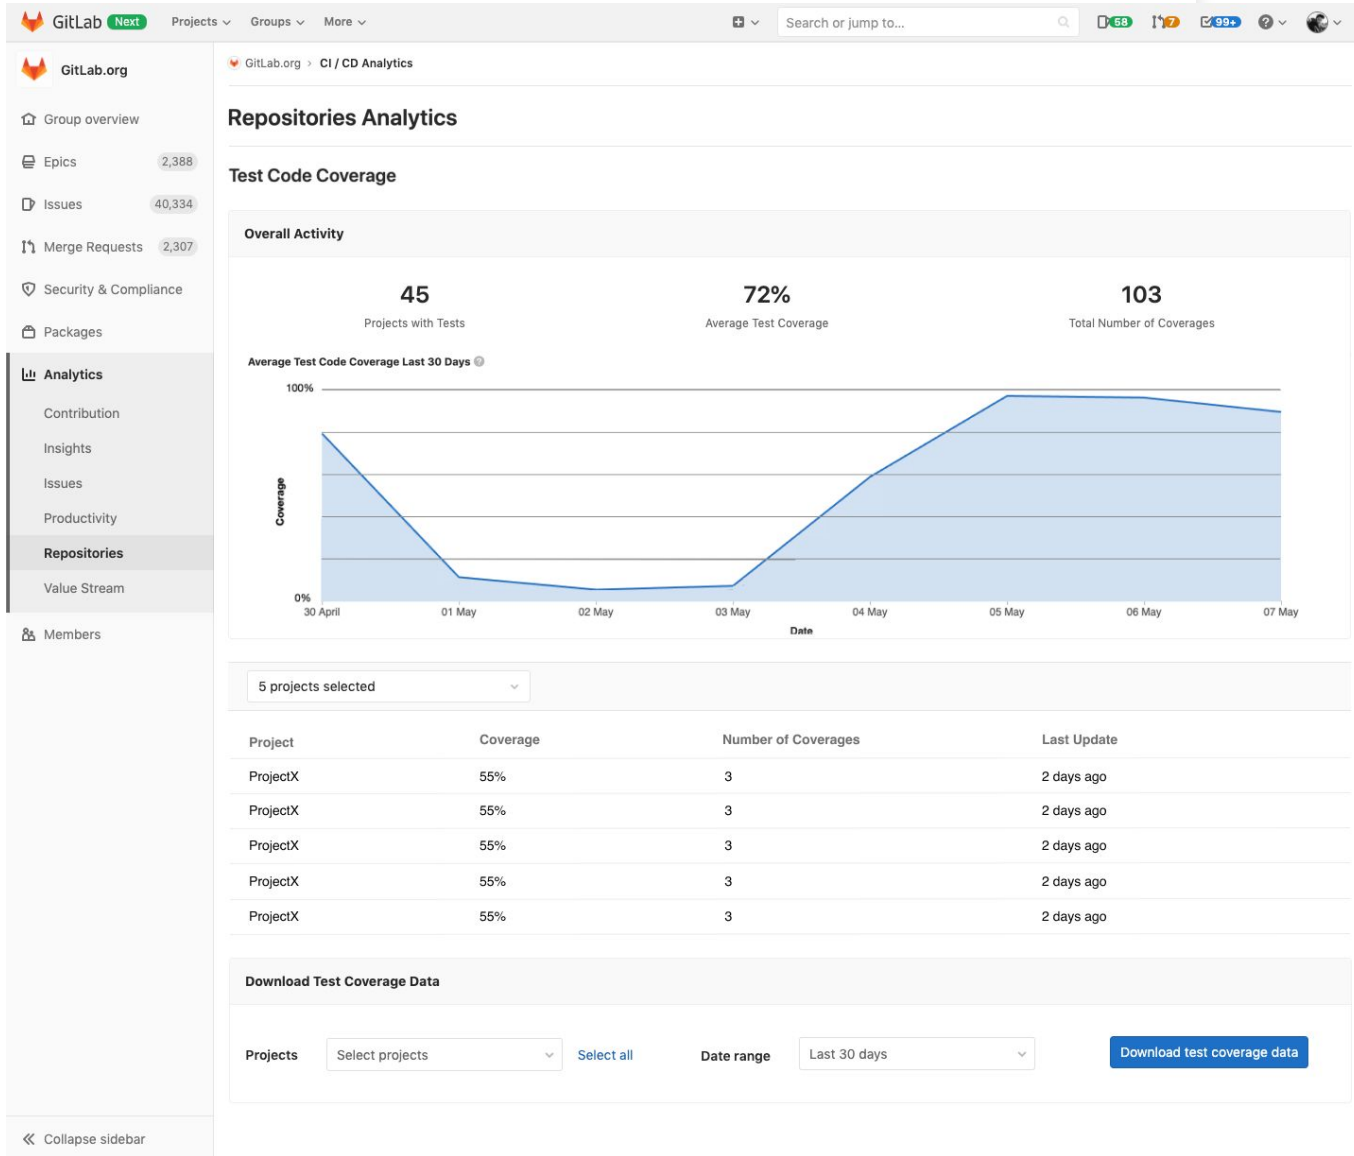 GitLab Next Projects Groups More Search or jump to... 58 7 99+
GitLab.org
GitLab.org › CI / CD Analytics
Group overview
Epics 2,388
Issues 40,334
Merge Requests 2,307
Security & Compliance
Packages
Analytics
Contribution
Insights
Issues
Productivity
Repositories
Value Stream
Members
Collapse sidebar
Repositories Analytics
Test Code Coverage
Overall Activity
45 72% 103
Projects with Tests Average Test Coverage Total Number of Coverages
Average Test Code Coverage Last 30 Days
100%
Coverage
0%
30 April 01 May 02 May 03 May 04 May 05 May 06 May 07 May
Date
5 projects selected
Project Coverage Number of Coverages Last Update
ProjectX 55% 3 2 days ago
ProjectX 55% 3 2 days ago
ProjectX 55% 3 2 days ago
ProjectX 55% 3 2 days ago
ProjectX 55% 3 2 days ago
Download Test Coverage Data
Projects Select projects Select all Date range Last 30 days Download test coverage data